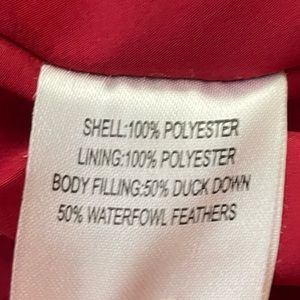 SHELL:100% POLYESTER
LINING:100% POLYESTER
BODY FILLING:50% DUCK DOWN
50% WATERFOWL FEATHERS